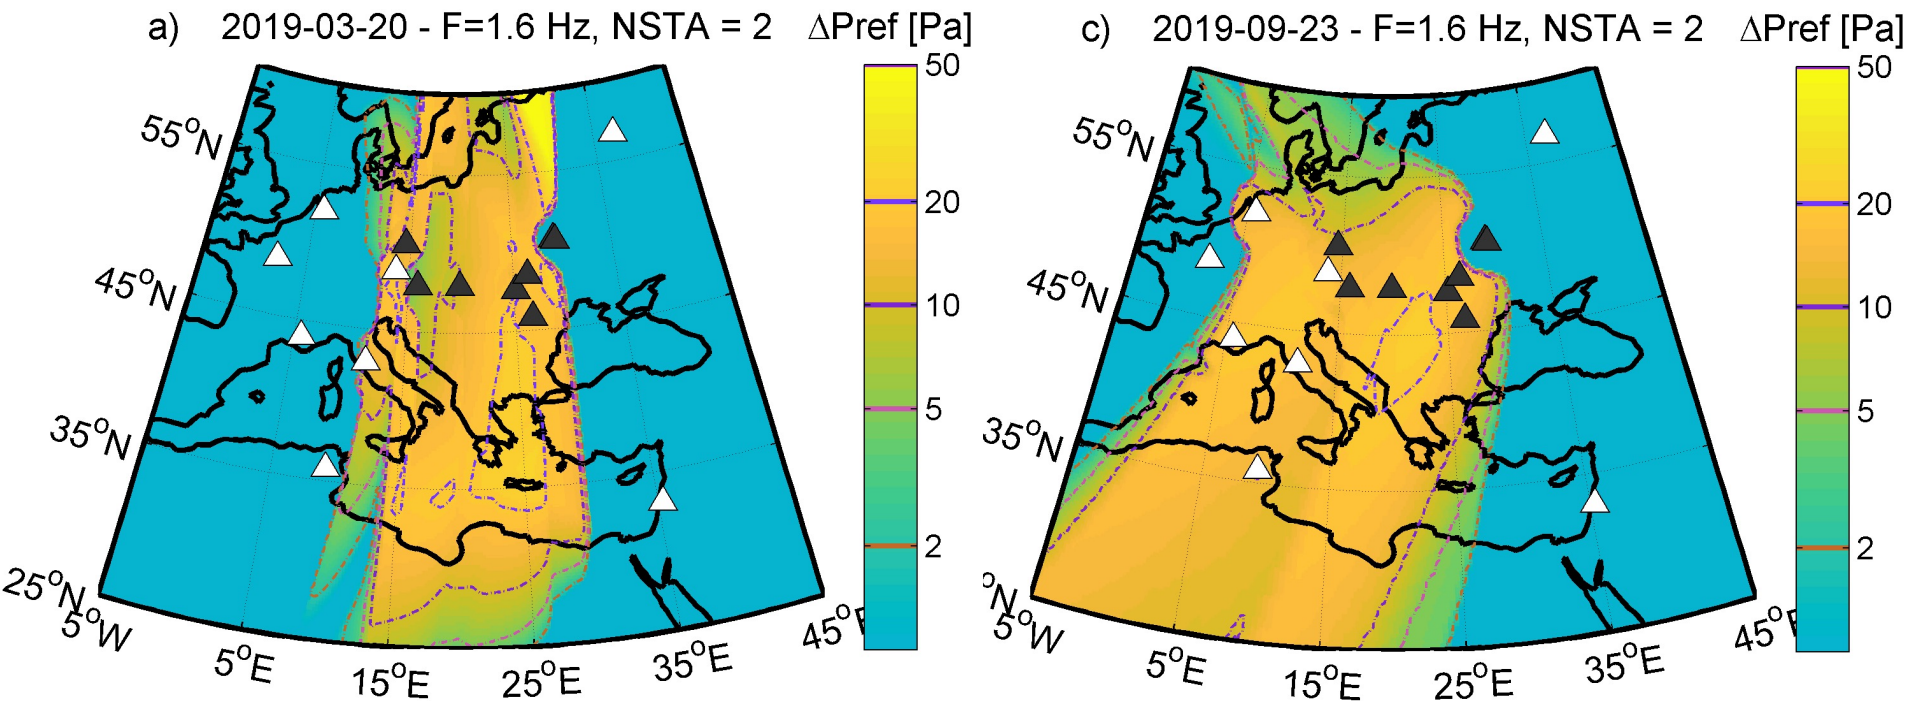 a) 2019-03-20 - F=1.6 Hz, NSTA = 2 ΔPref [Pa]
50
20
10
5
2
55°N
45°N
35°N
25°N
5°W
5°E
15°E
25°E
35°E
45°E
c) 2019-09-23 - F=1.6 Hz, NSTA = 2 ΔPref [Pa]
50
20
10
5
2
55°N
45°N
35°N
°N
5°W
5°E
15°E
25°E
35°E
45°E